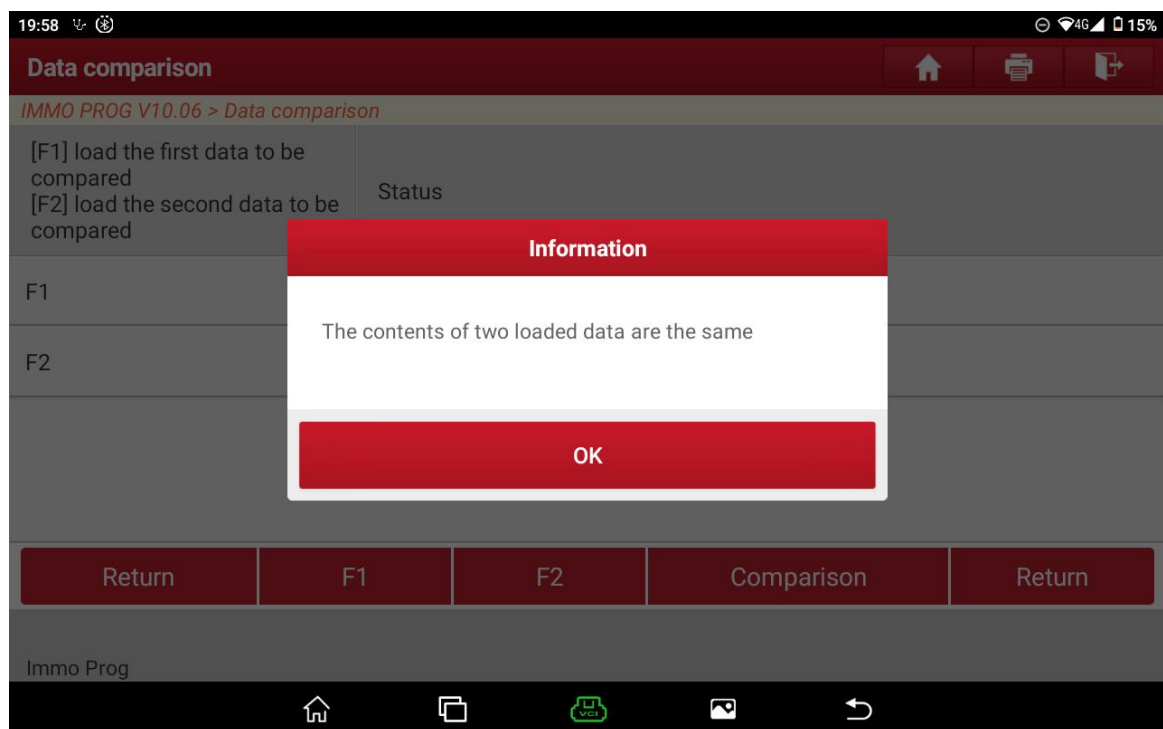 19:58
4G
15%
Data comparison
IMMO PROG V10.06 > Data comparison
[F1] load the first data to be
compared
[F2] load the second data to be
compared
Status
Information
F1
The contents of two loaded data are the same
F2
OK
Return
F1
F2
Comparison
Return
Immo Prog
VCI